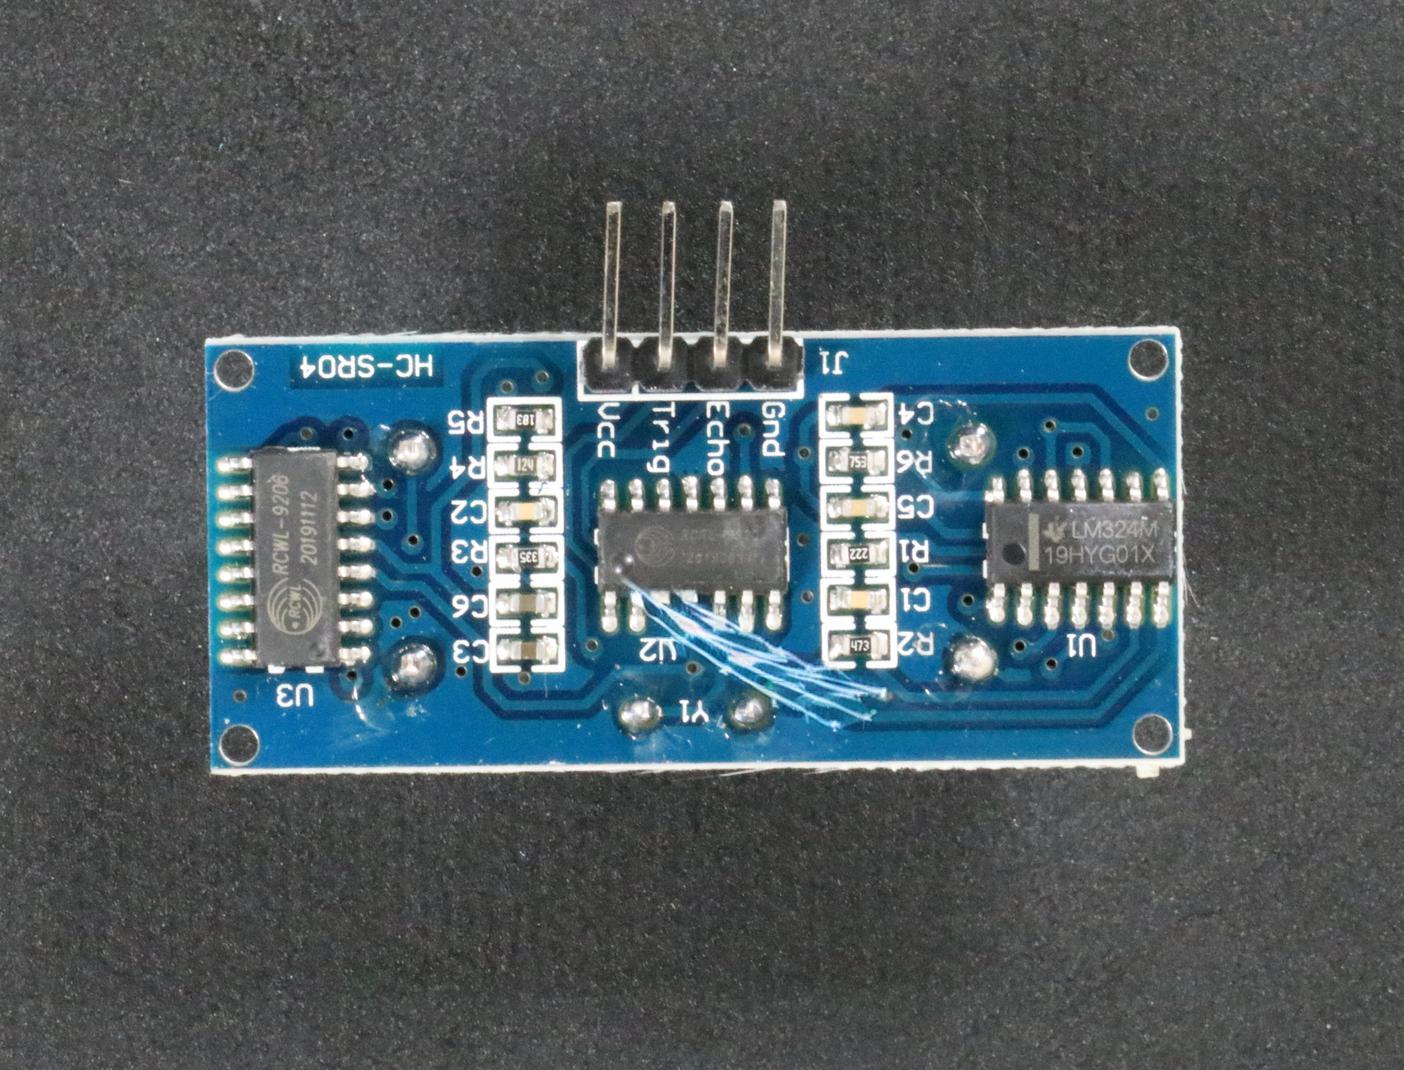 HC-SR04
J1
Vcc
Trig
Echo
Gnd
R5
183
R4
124
C2
R3
335
C6
C3
C4
R6
753
C5
R1
222
C1
R2
473
RCWL-9206
20191112
RCWL
U3
U2
Y1
LM324M
19HYG01X
U1